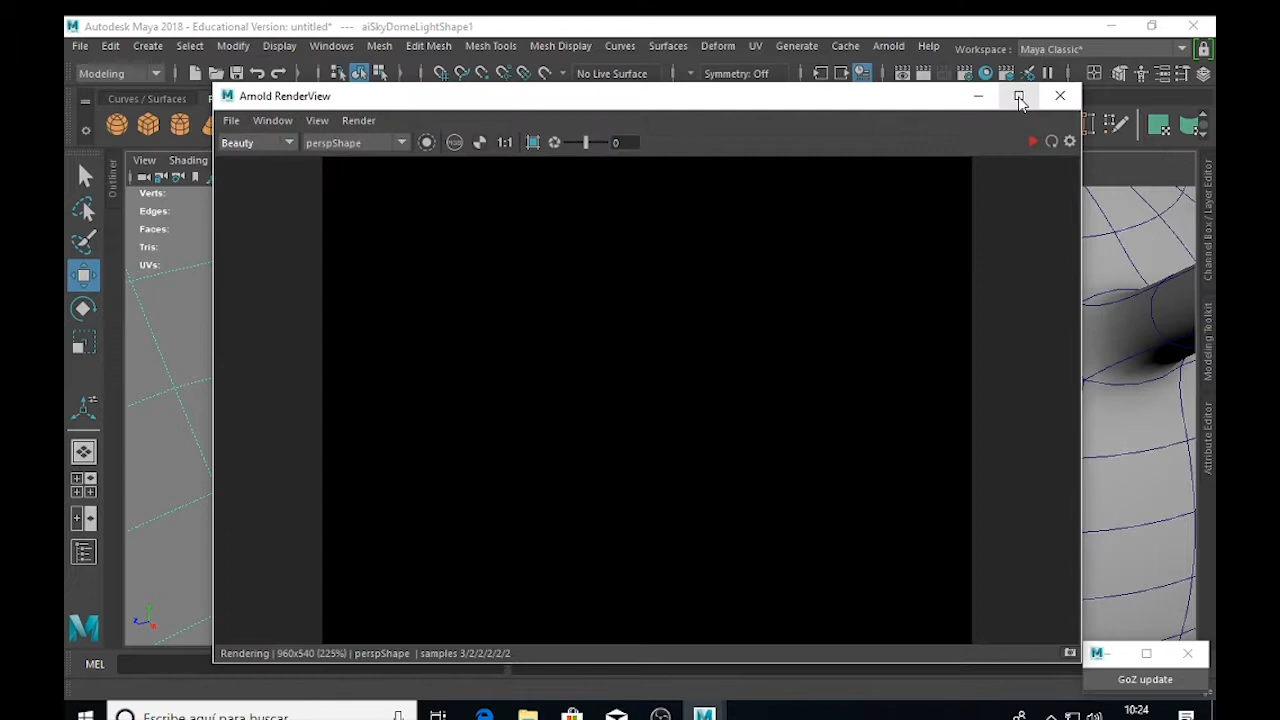 Autodesk Maya 2018 - Educational Version: untitled* --- aiSkyDomeLightShape1
File Edit Create Select Modify Display Windows Mesh Edit Mesh Mesh Tools Mesh Display Curves Surfaces Deform UV Generate Cache Arnold Help Workspace : Maya Classic*
Modeling No Live Surface Symmetry: Off
Curves / Surfaces
Arnold RenderView
File Window View Render
Beauty perspShape RGB 1:1 0
View Shading
Outliner
Verts:
Edges:
Faces:
Tris:
UVs:
Channel Box / Layer Editor
Modeling Toolkit
Attribute Editor
Rendering | 960x540 (225%) | perspShape | samples 3/2/2/2/2/2
MEL
GoZ update
Escribe aquí para buscar
10:24